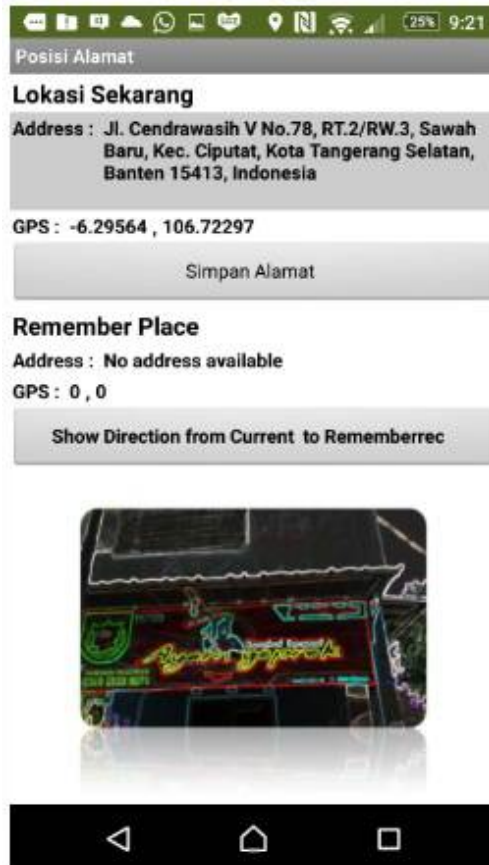 25% 9:21
Posisi Alamat
Lokasi Sekarang
Address : Jl. Cendrawasih V No.78, RT.2/RW.3, Sawah
Baru, Kec. Ciputat, Kota Tangerang Selatan,
Banten 15413, Indonesia
GPS : -6.29564 , 106.72297
Simpan Alamat
Remember Place
Address : No address available
GPS : 0 , 0
Show Direction from Current to Rememberrec